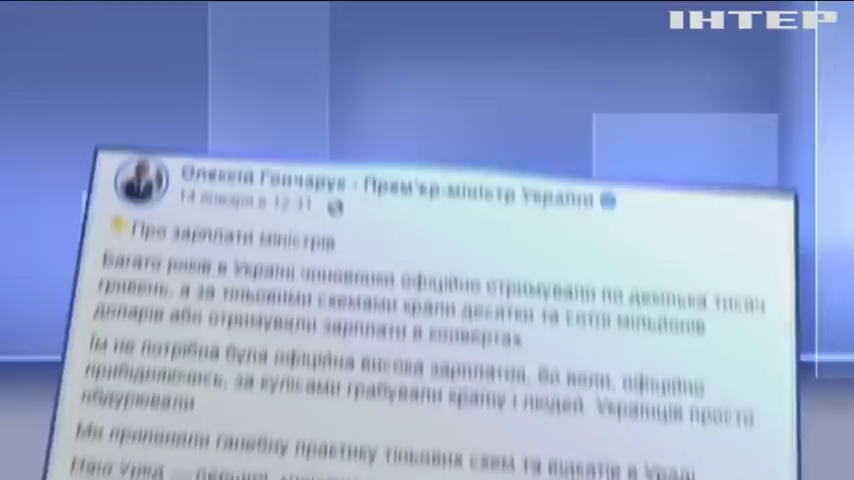 ІНТЕР
Олексій Гончарук - Прем'єр-міністр України
14 января в 12:31
Про зарплати міністрів
Багато років в Україні чиновники офіційно отримували по декілька тисяч
гривень, а за тіньовими схемами крали десятки та сотні мільйонів
доларів або отримували зарплати в конвертах
Їм не потрібна була офіційна висока зарплатня, бо вони, офіційно
прибідняючись, за кулісами грабували країну і людей. Українців просто
обдурювали
Ми припинили ганебну практику тіньових схем та відкатів в Уряді
Наш Уряд — перший,